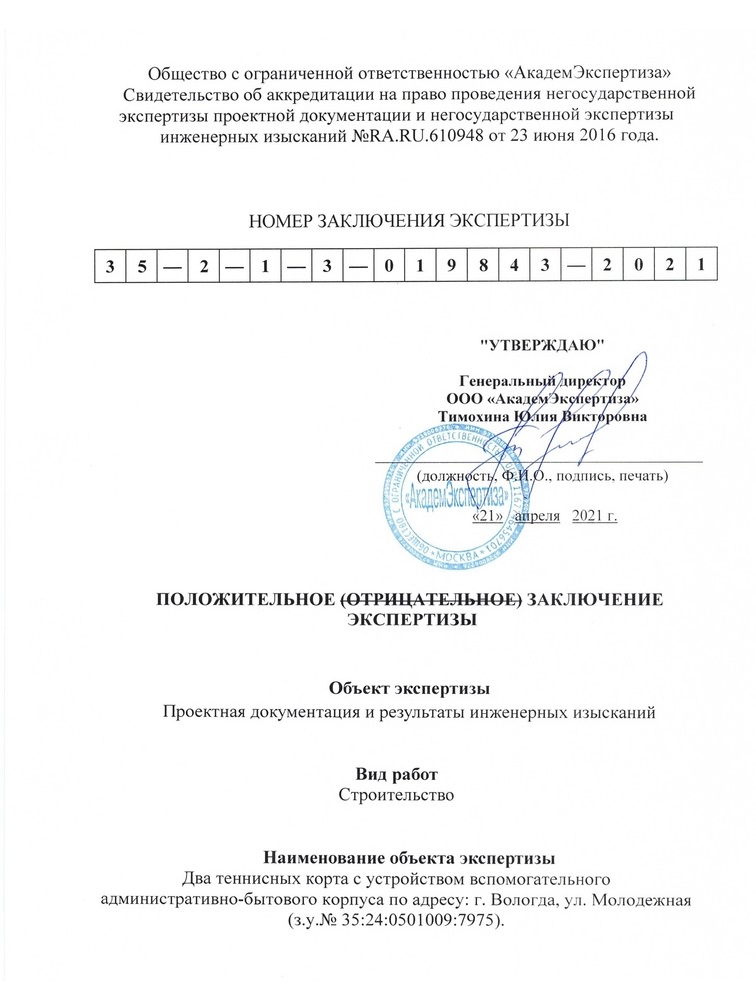 Общество с ограниченной ответственностью «АкадемЭкспертиза»
Свидетельство об аккредитации на право проведения негосударственной
экспертизы проектной документации и негосударственной экспертизы
инженерных изысканий №RA.RU.610948 от 23 июня 2016 года.
НОМЕР ЗАКЛЮЧЕНИЯ ЭКСПЕРТИЗЫ
3 5 — 2 — 1 — 3 — 0 1 9 8 4 3 — 2 0 2 1
"УТВЕРЖДАЮ"
Генеральный директор
ООО «АкадемЭкспертиза»
Тимохина Юлия Викторовна
(должность, Ф.И.О., подпись, печать)
«АкадемЭкспертиза»
ОБЩЕСТВО С ОГРАНИЧЕННОЙ ОТВЕТСТВЕННОСТЬЮ
МОСКВА
«21» апреля 2021 г.
ПОЛОЖИТЕЛЬНОЕ (ОТРИЦАТЕЛЬНОЕ) ЗАКЛЮЧЕНИЕ
ЭКСПЕРТИЗЫ
Объект экспертизы
Проектная документация и результаты инженерных изысканий
Вид работ
Строительство
Наименование объекта экспертизы
Два теннисных корта с устройством вспомогательного
административно-бытового корпуса по адресу: г. Вологда, ул. Молодежная
(з.у.№ 35:24:0501009:7975).